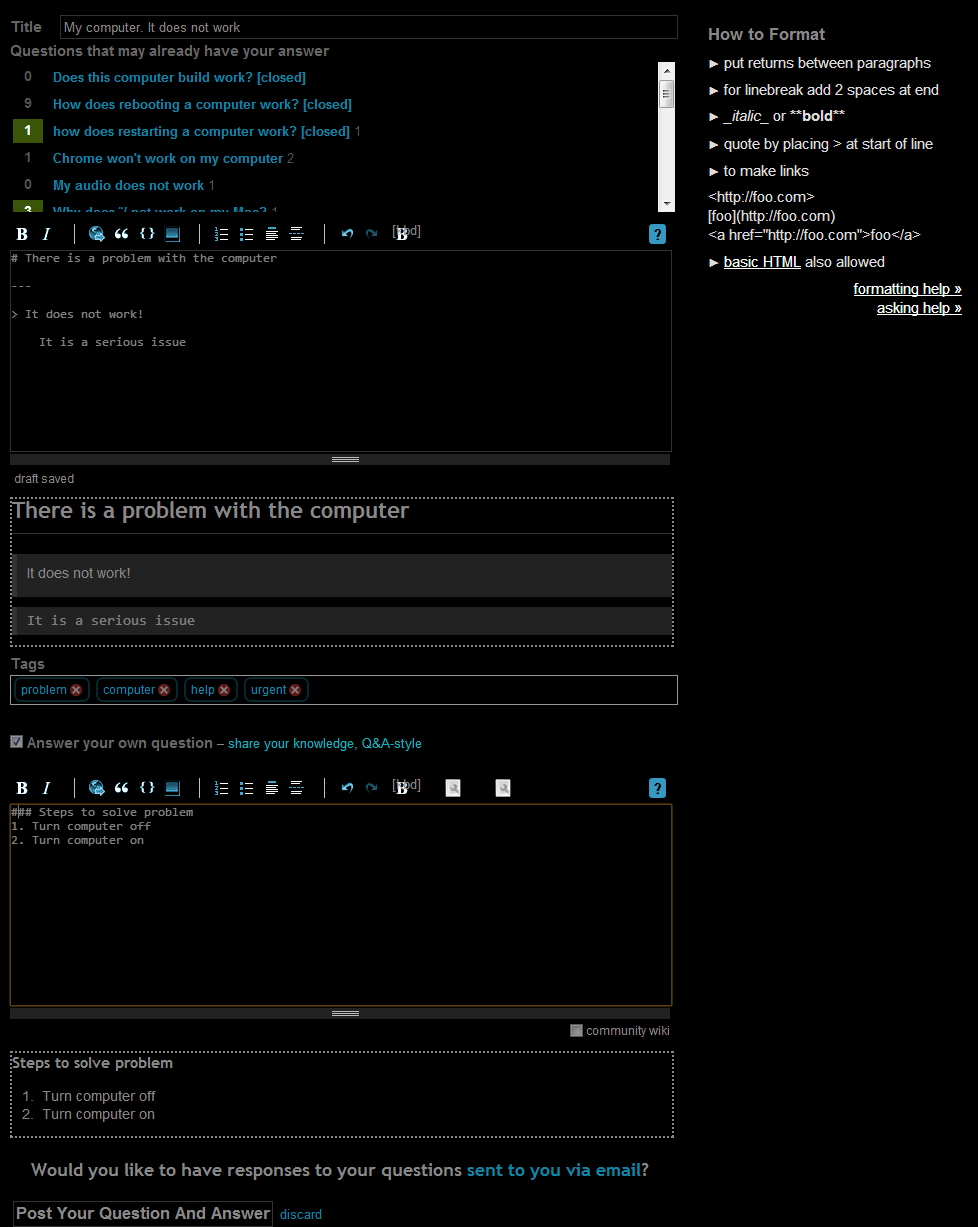 Title My computer. It does not work
Questions that may already have your answer
0 Does this computer build work? [closed]
9 How does rebooting a computer work? [closed]
1 how does restarting a computer work? [closed] 1
1 Chrome won't work on my computer 2
0 My audio does not work 1
3 Why does ~/ not work on my Mac? 1
B I
?
# There is a problem with the computer
---
> It does not work!
It is a serious issue
draft saved
There is a problem with the computer
It does not work!
It is a serious issue
Tags
problem computer help urgent
Answer your own question – share your knowledge, Q&A-style
B I
?
### Steps to solve problem
1. Turn computer off
2. Turn computer on
community wiki
Steps to solve problem
1. Turn computer off
2. Turn computer on
Would you like to have responses to your questions sent to you via email?
Post Your Question And Answer discard
How to Format
► put returns between paragraphs
► for linebreak add 2 spaces at end
► _italic_ or **bold**
► quote by placing > at start of line
► to make links
<http://foo.com>
[foo](http://foo.com)
<a href="http://foo.com">foo</a>
► basic HTML also allowed
formatting help »
asking help »